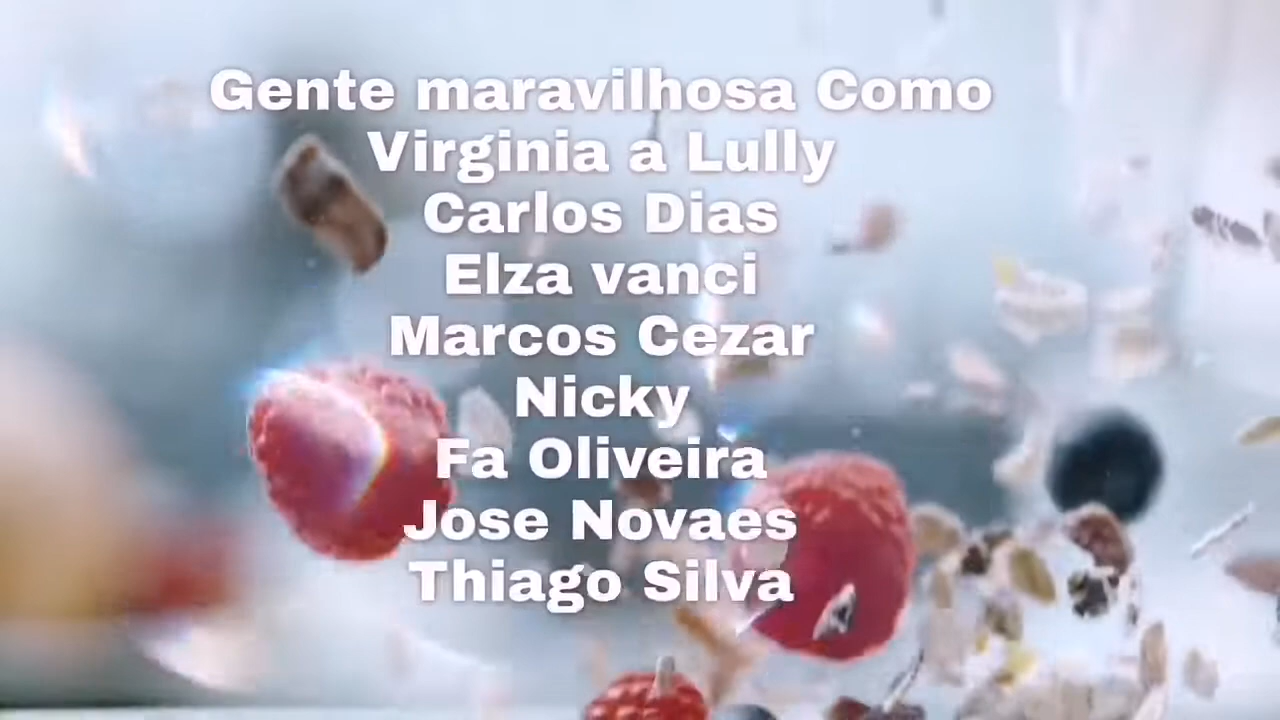 Gente maravilhosa Como
Virginia a Lully
Carlos Dias
Elza vanci
Marcos Cezar
Nicky
Fa Oliveira
Jose Novaes
Thiago Silva